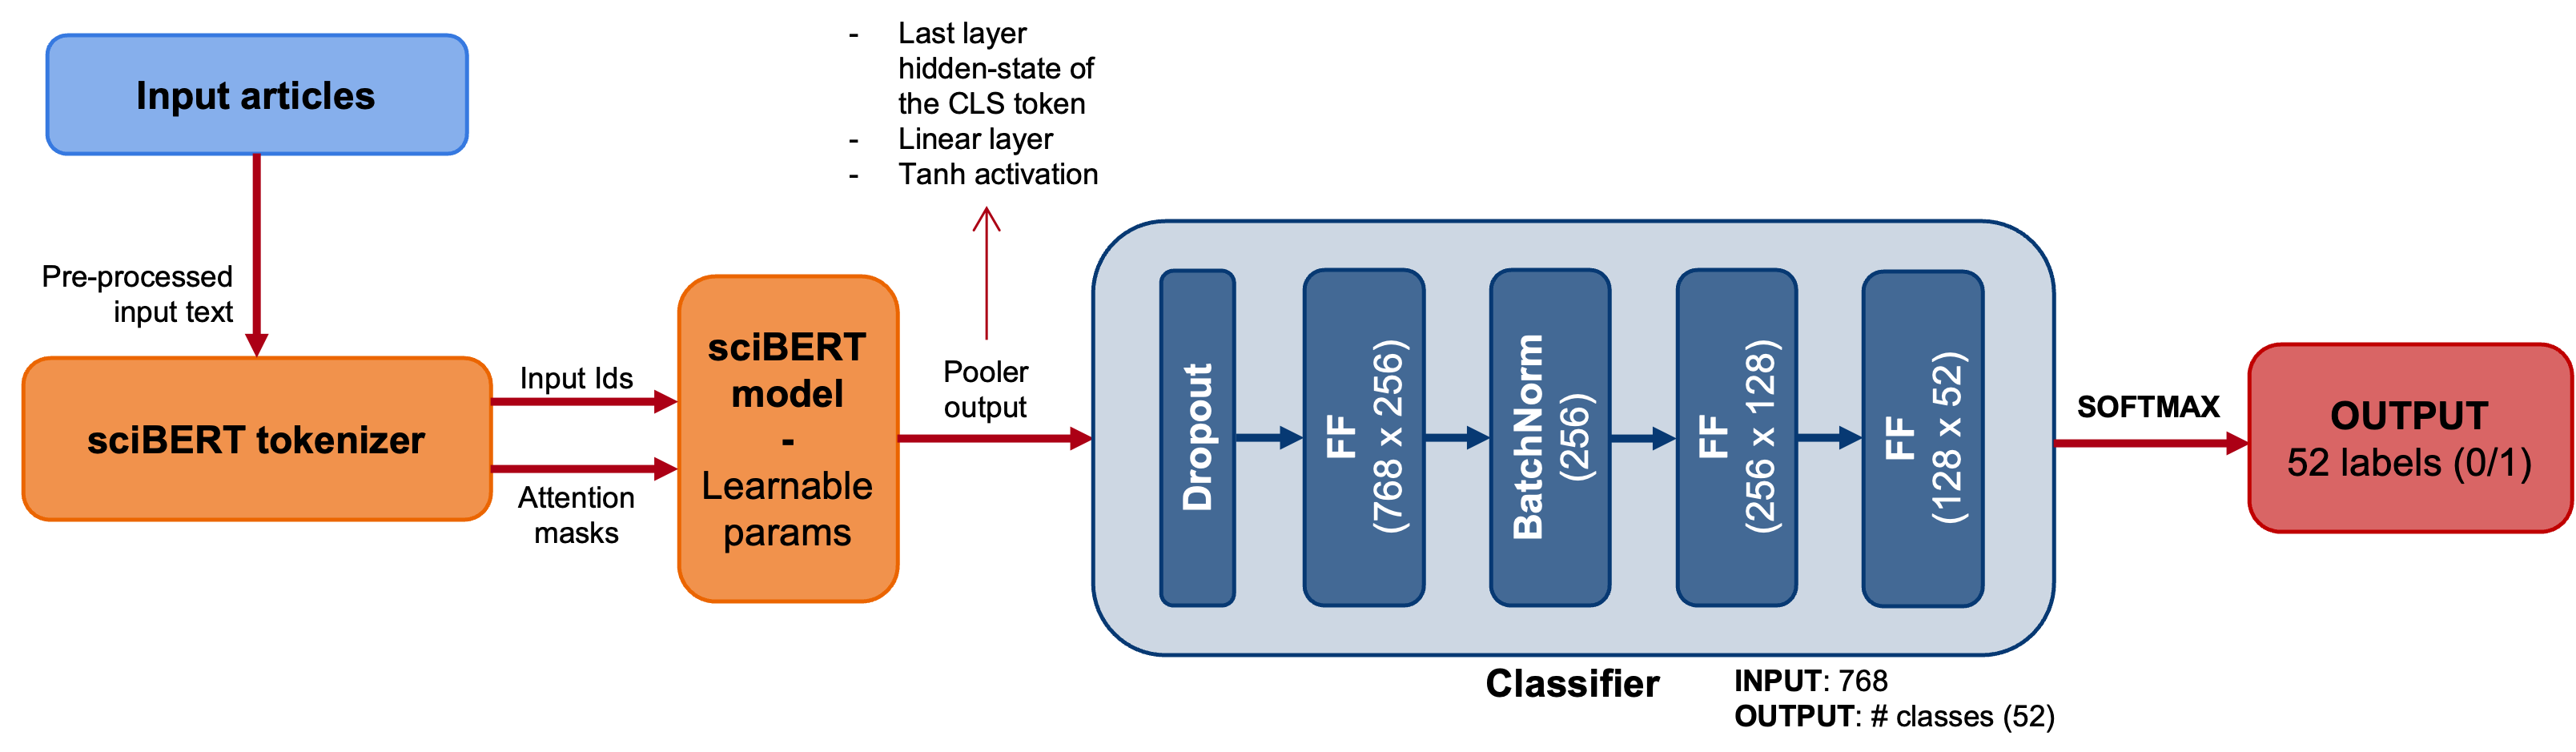 Input articles
Pre-processed
input text
sciBERT tokenizer
Input Ids
Attention
masks
sciBERT
model
-
Learnable
params
- Last layer
hidden-state of
the CLS token
- Linear layer
- Tanh activation
Pooler
output
Dropout
FF
(768 x 256)
BatchNorm
(256)
FF
(256 x 128)
FF
(128 x 52)
Classifier
INPUT: 768
OUTPUT: # classes (52)
SOFTMAX
OUTPUT
52 labels (0/1)